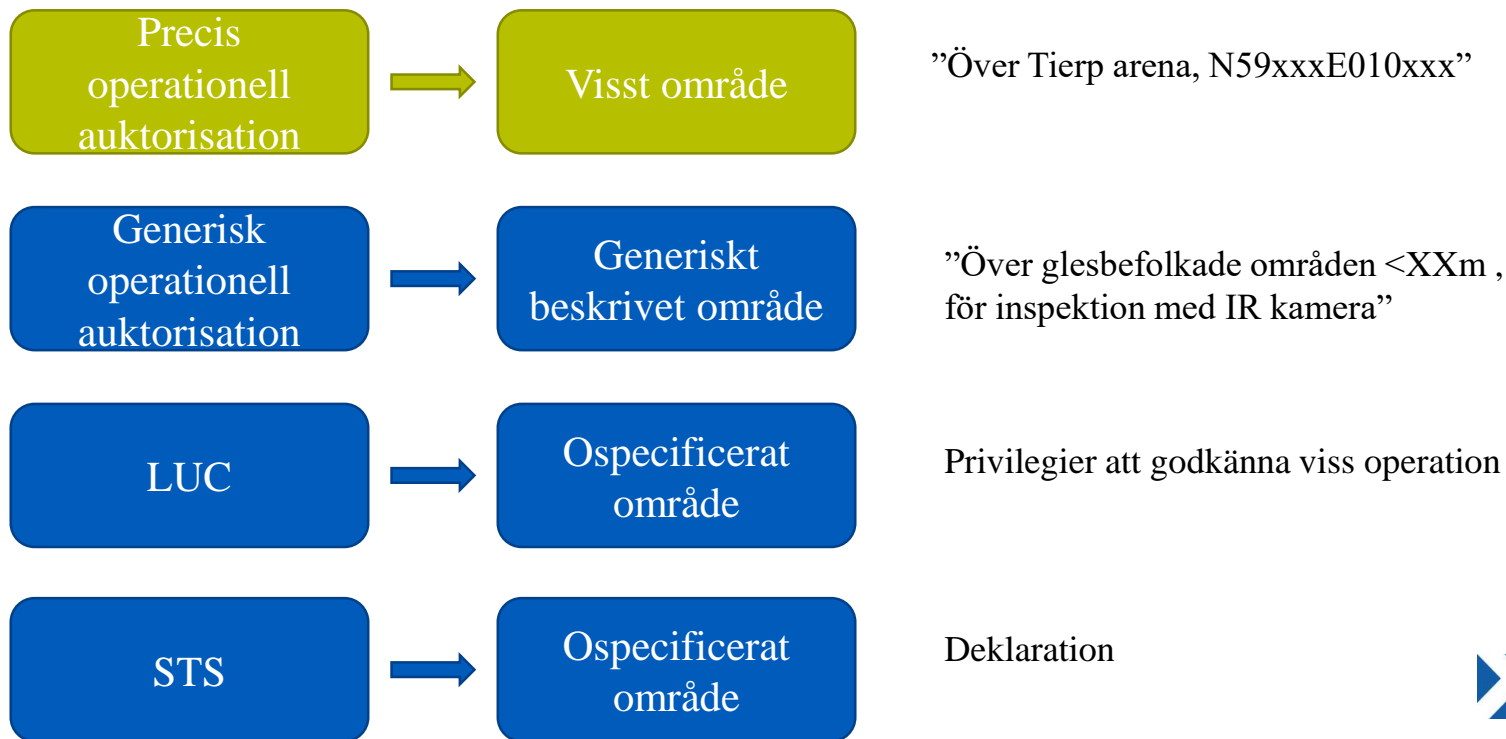 Precis
operationell
auktorisation
Visst område
”Över Tierp arena, N59xxxE010xxx”
Generisk
operationell
auktorisation
Generiskt
beskrivet område
”Över glesbefolkade områden <XXm ,
för inspektion med IR kamera”
LUC
Ospecificerat
område
Privilegier att godkänna viss operation
STS
Ospecificerat
område
Deklaration